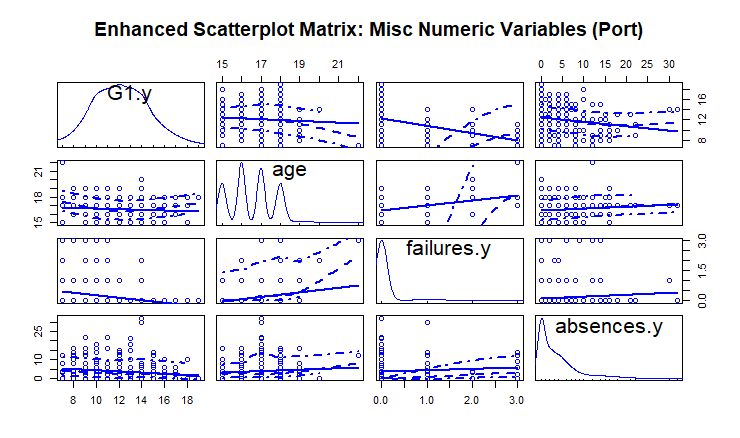 Enhanced Scatterplot Matrix: Misc Numeric Variables (Port)
15 17 19 21
0 5 10 15 20 25 30
G1.y
8 12 16
age
15 18 21
failures.y
0.0 1.5 3.0
absences.y
0 10 25
8 10 12 14 16 18
0.0 1.0 2.0 3.0